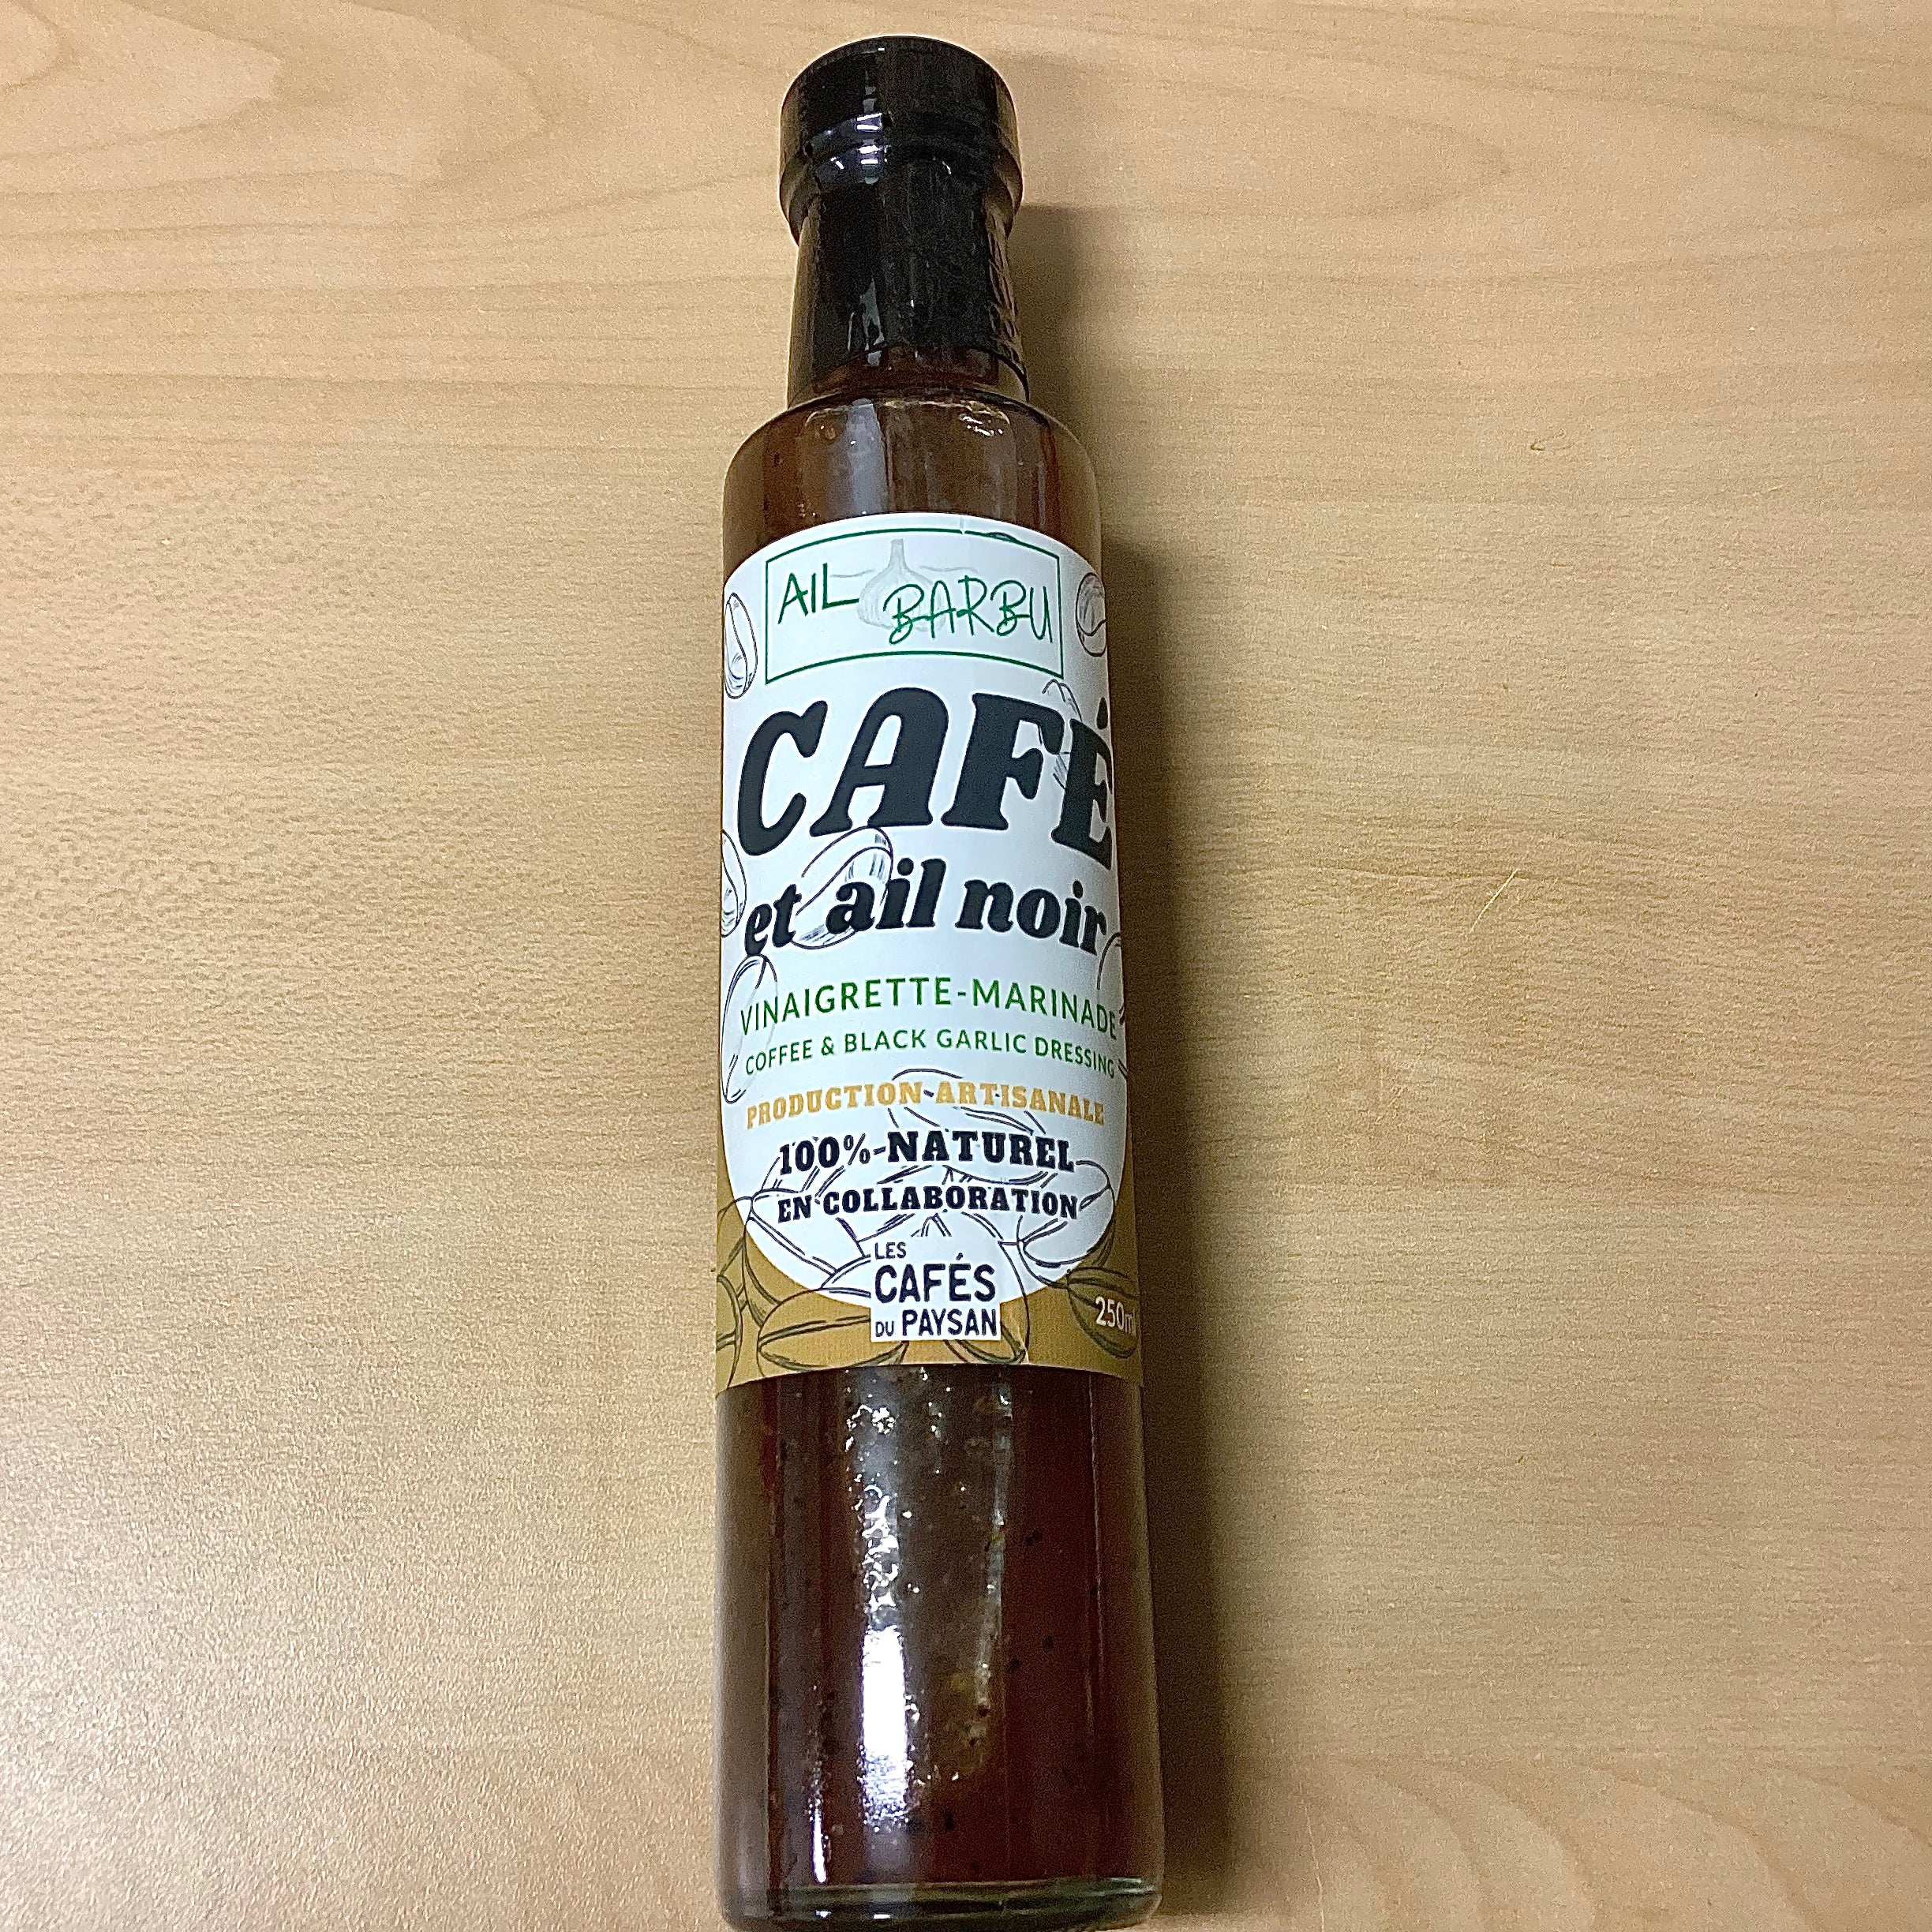 AIL BARBU
CAFÉ
et ail noir
VINAIGRETTE-MARINADE
COFFEE & BLACK GARLIC DRESSING
PRODUCTION ARTISANALE
100% NATUREL
EN COLLABORATION
LES
CAFÉS
DU PAYSAN
250ml